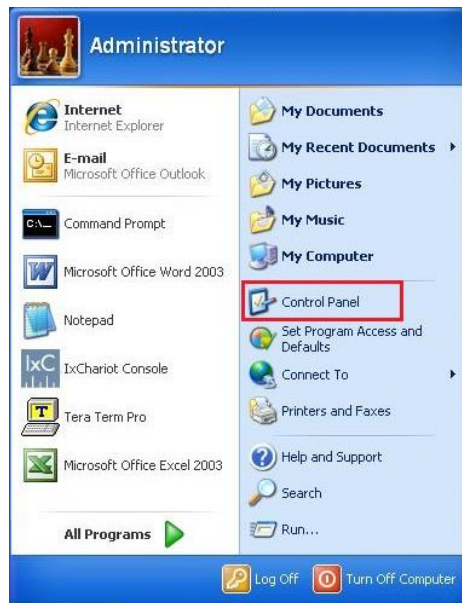 Administrator
Internet
Internet Explorer
E-mail
Microsoft Office Outlook
C:\_
Command Prompt
Microsoft Office Word 2003
Notepad
IxC
IxChariot Console
T
Tera Term Pro
Microsoft Office Excel 2003
All Programs
My Documents
My Recent Documents
My Pictures
My Music
My Computer
Control Panel
Set Program Access and
Defaults
Connect To
Printers and Faxes
Help and Support
Search
Run...
Log Off
Turn Off Computer